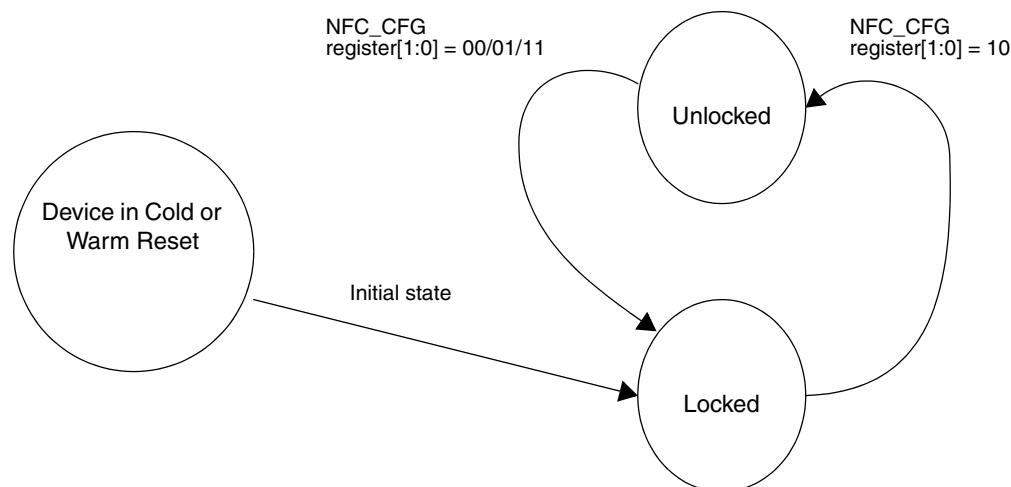 NFC_CFG
register[1:0] = 00/01/11
NFC_CFG
register[1:0] = 10
Unlocked
Device in Cold or
Warm Reset
Initial state
Locked